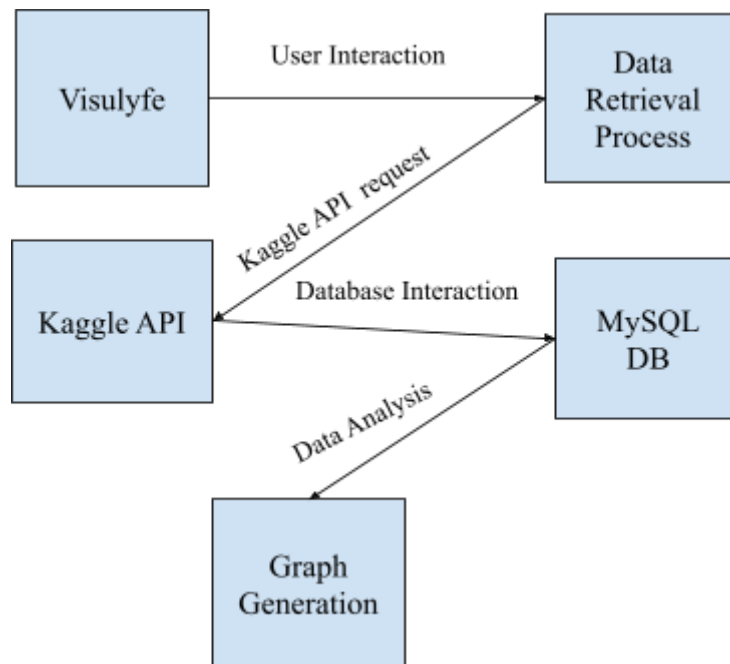 Visulyfe
User Interaction
Data
Retrieval
Process
Kaggle API request
Kaggle API
Database Interaction
MySQL
DB
Data Analysis
Graph
Generation